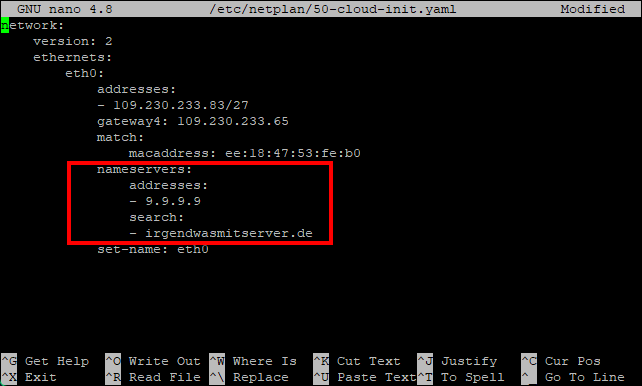 GNU nano 4.8 /etc/netplan/50-cloud-init.yaml Modified
network:
version: 2
ethernets:
eth0:
addresses:
- 109.230.233.83/27
gateway4: 109.230.233.65
match:
macaddress: ee:18:47:53:fe:b0
nameservers:
addresses:
- 9.9.9.9
search:
- irgendwasmitserver.de
set-name: eth0
^G Get Help ^O Write Out ^W Where Is ^K Cut Text ^J Justify ^C Cur Pos
^X Exit ^R Read File ^\ Replace ^U Paste Text ^T To Spell ^_ Go To Line